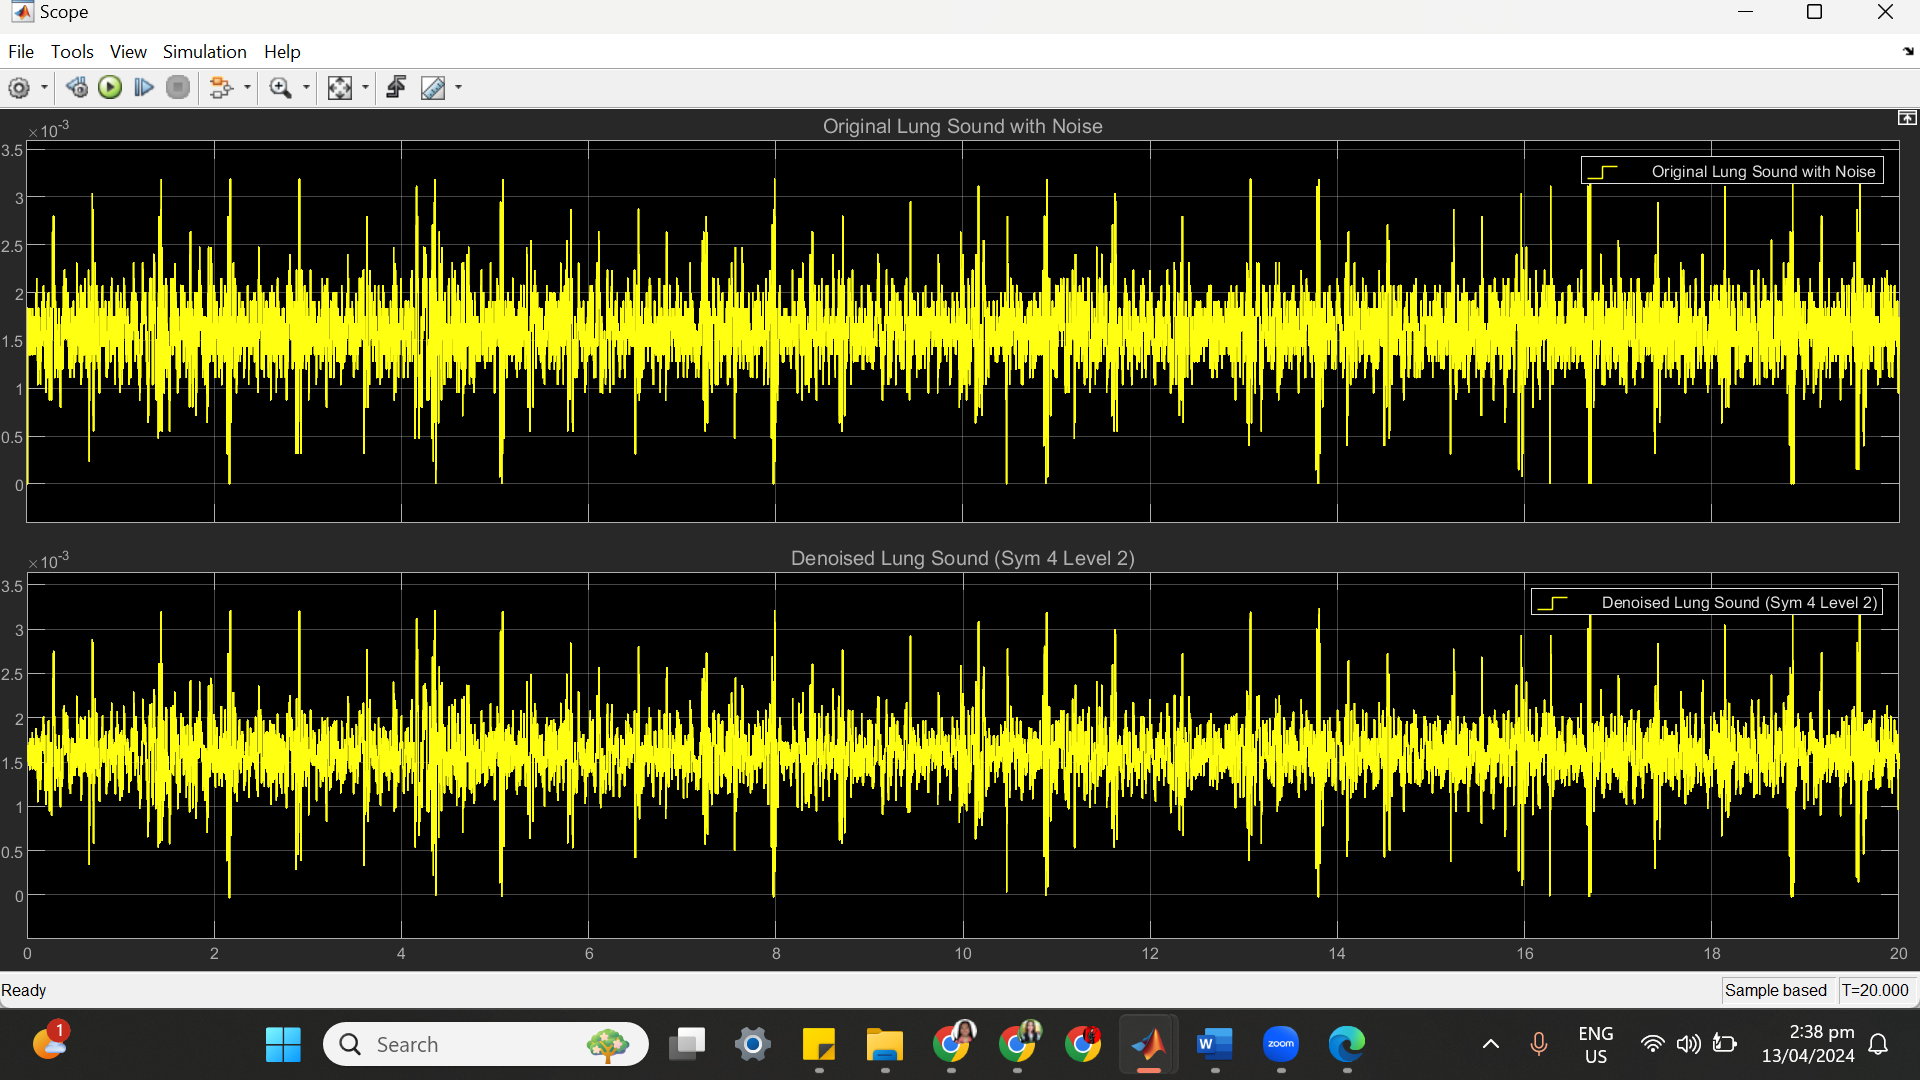 Scope
File Tools View Simulation Help
×10-3
Original Lung Sound with Noise
Original Lung Sound with Noise
3.5
3
2.5
2
1.5
1
0.5
0
×10-3
Denoised Lung Sound (Sym 4 Level 2)
Denoised Lung Sound (Sym 4 Level 2)
3.5
3
2.5
2
1.5
1
0.5
0
0 2 4 6 8 10 12 14 16 18 20
Ready Sample based T=20.000
1 Search W zoom ENG 2:38 pm
US 13/04/2024